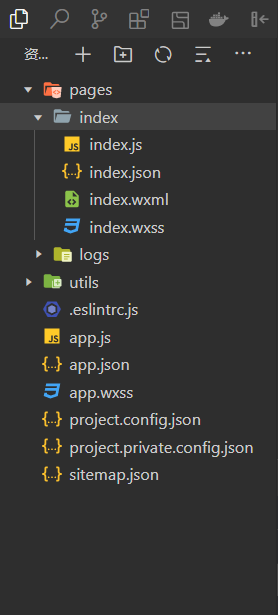 资...
pages
index
index.js
index.json
index.wxml
index.wxss
logs
utils
.eslintrc.js
app.js
app.json
app.wxss
project.config.json
project.private.config.json
sitemap.json